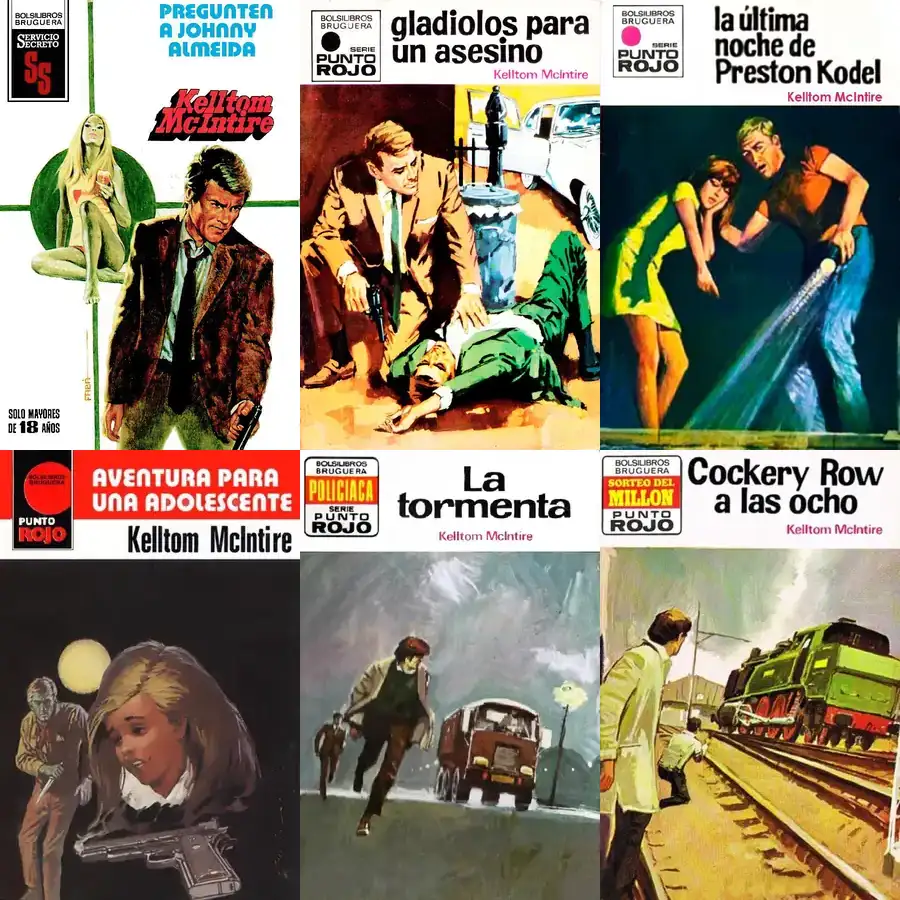 BOLSILIBROS
BRUGUERA
SERVICIO
SECRETO
SS
PREGUNTEN
A JOHNNY
ALMEIDA
Kelltom
McIntire
SOLO MAYORES
DE 18 AÑOS
BOLSILIBROS
BRUGUERA
SERIE
PUNTO
ROJO
gladiolos para
un asesino
Kelltom McIntire
BOLSILIBROS
BRUGUERA
SERIE
PUNTO
ROJO
la última
noche de
Preston Kodel
Kelltom McIntire
BOLSILIBROS
BRUGUERA
PUNTO
ROJO
AVENTURA PARA
UNA ADOLESCENTE
Kelltom McIntire
BOLSILIBROS
BRUGUERA
POLICIACA
SERIE
PUNTO
ROJO
La
tormenta
Kelltom McIntire
BOLSILIBROS
BRUGUERA
SORTEO DEL
MILLON
PUNTO
ROJO
Cockery Row
a las ocho
Kelltom McIntire